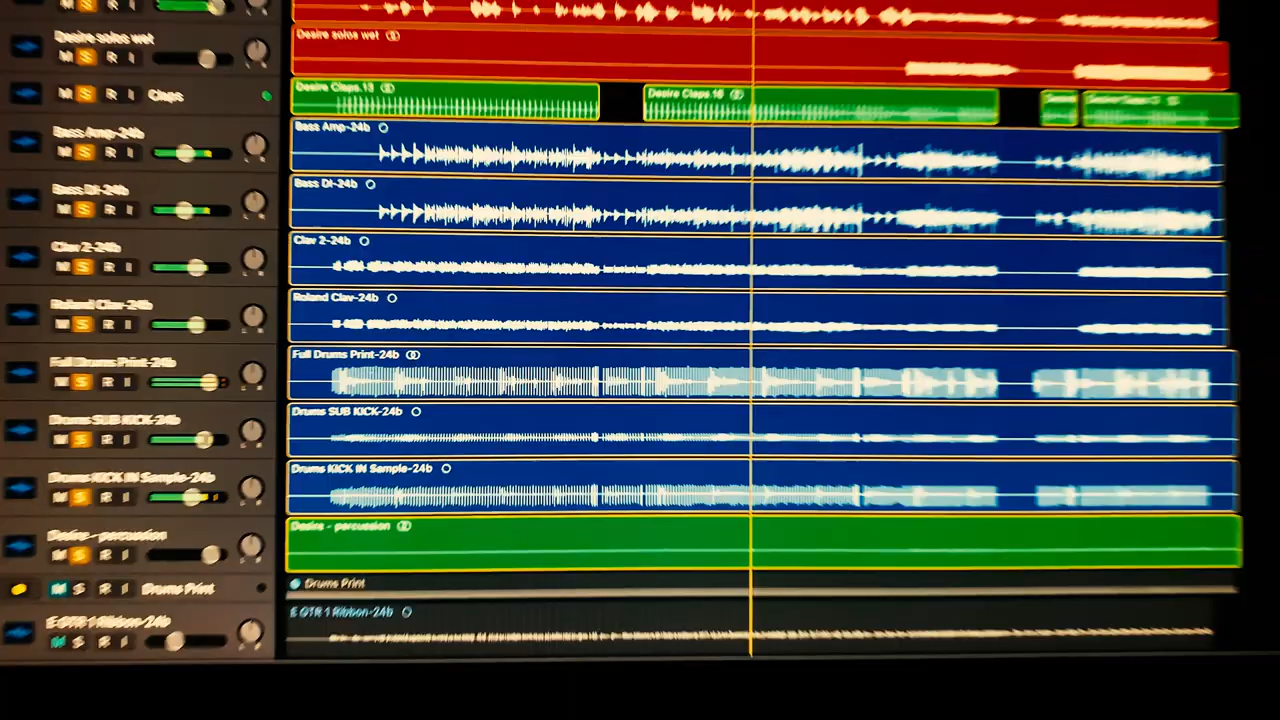 Desire solos wet
M S R I
Desire solos wet
M S R I Claps
Desire Claps.13
Desire Claps.16
Bass Amp-24b
M S R I
Bass Amp-24b
Bass DI-24b
M S R I
Bass DI-24b
Clav 2-24b
M S R I
Clav 2-24b
Roland Clav-24b
M S R I
Roland Clav-24b
Full Drums Print-24b
M S R I
Full Drums Print-24b
Drums SUB KICK-24b
M S R I
Drums SUB KICK-24b
Drums KICK IN Sample-24b
M S R I
Drums KICK IN Sample-24b
Desire - percussion
M S R I
Desire - percussion
M S R I Drums Print
Drums Print
E GTR 1 Ribbon-24b
M S R I
E GTR 1 Ribbon-24b